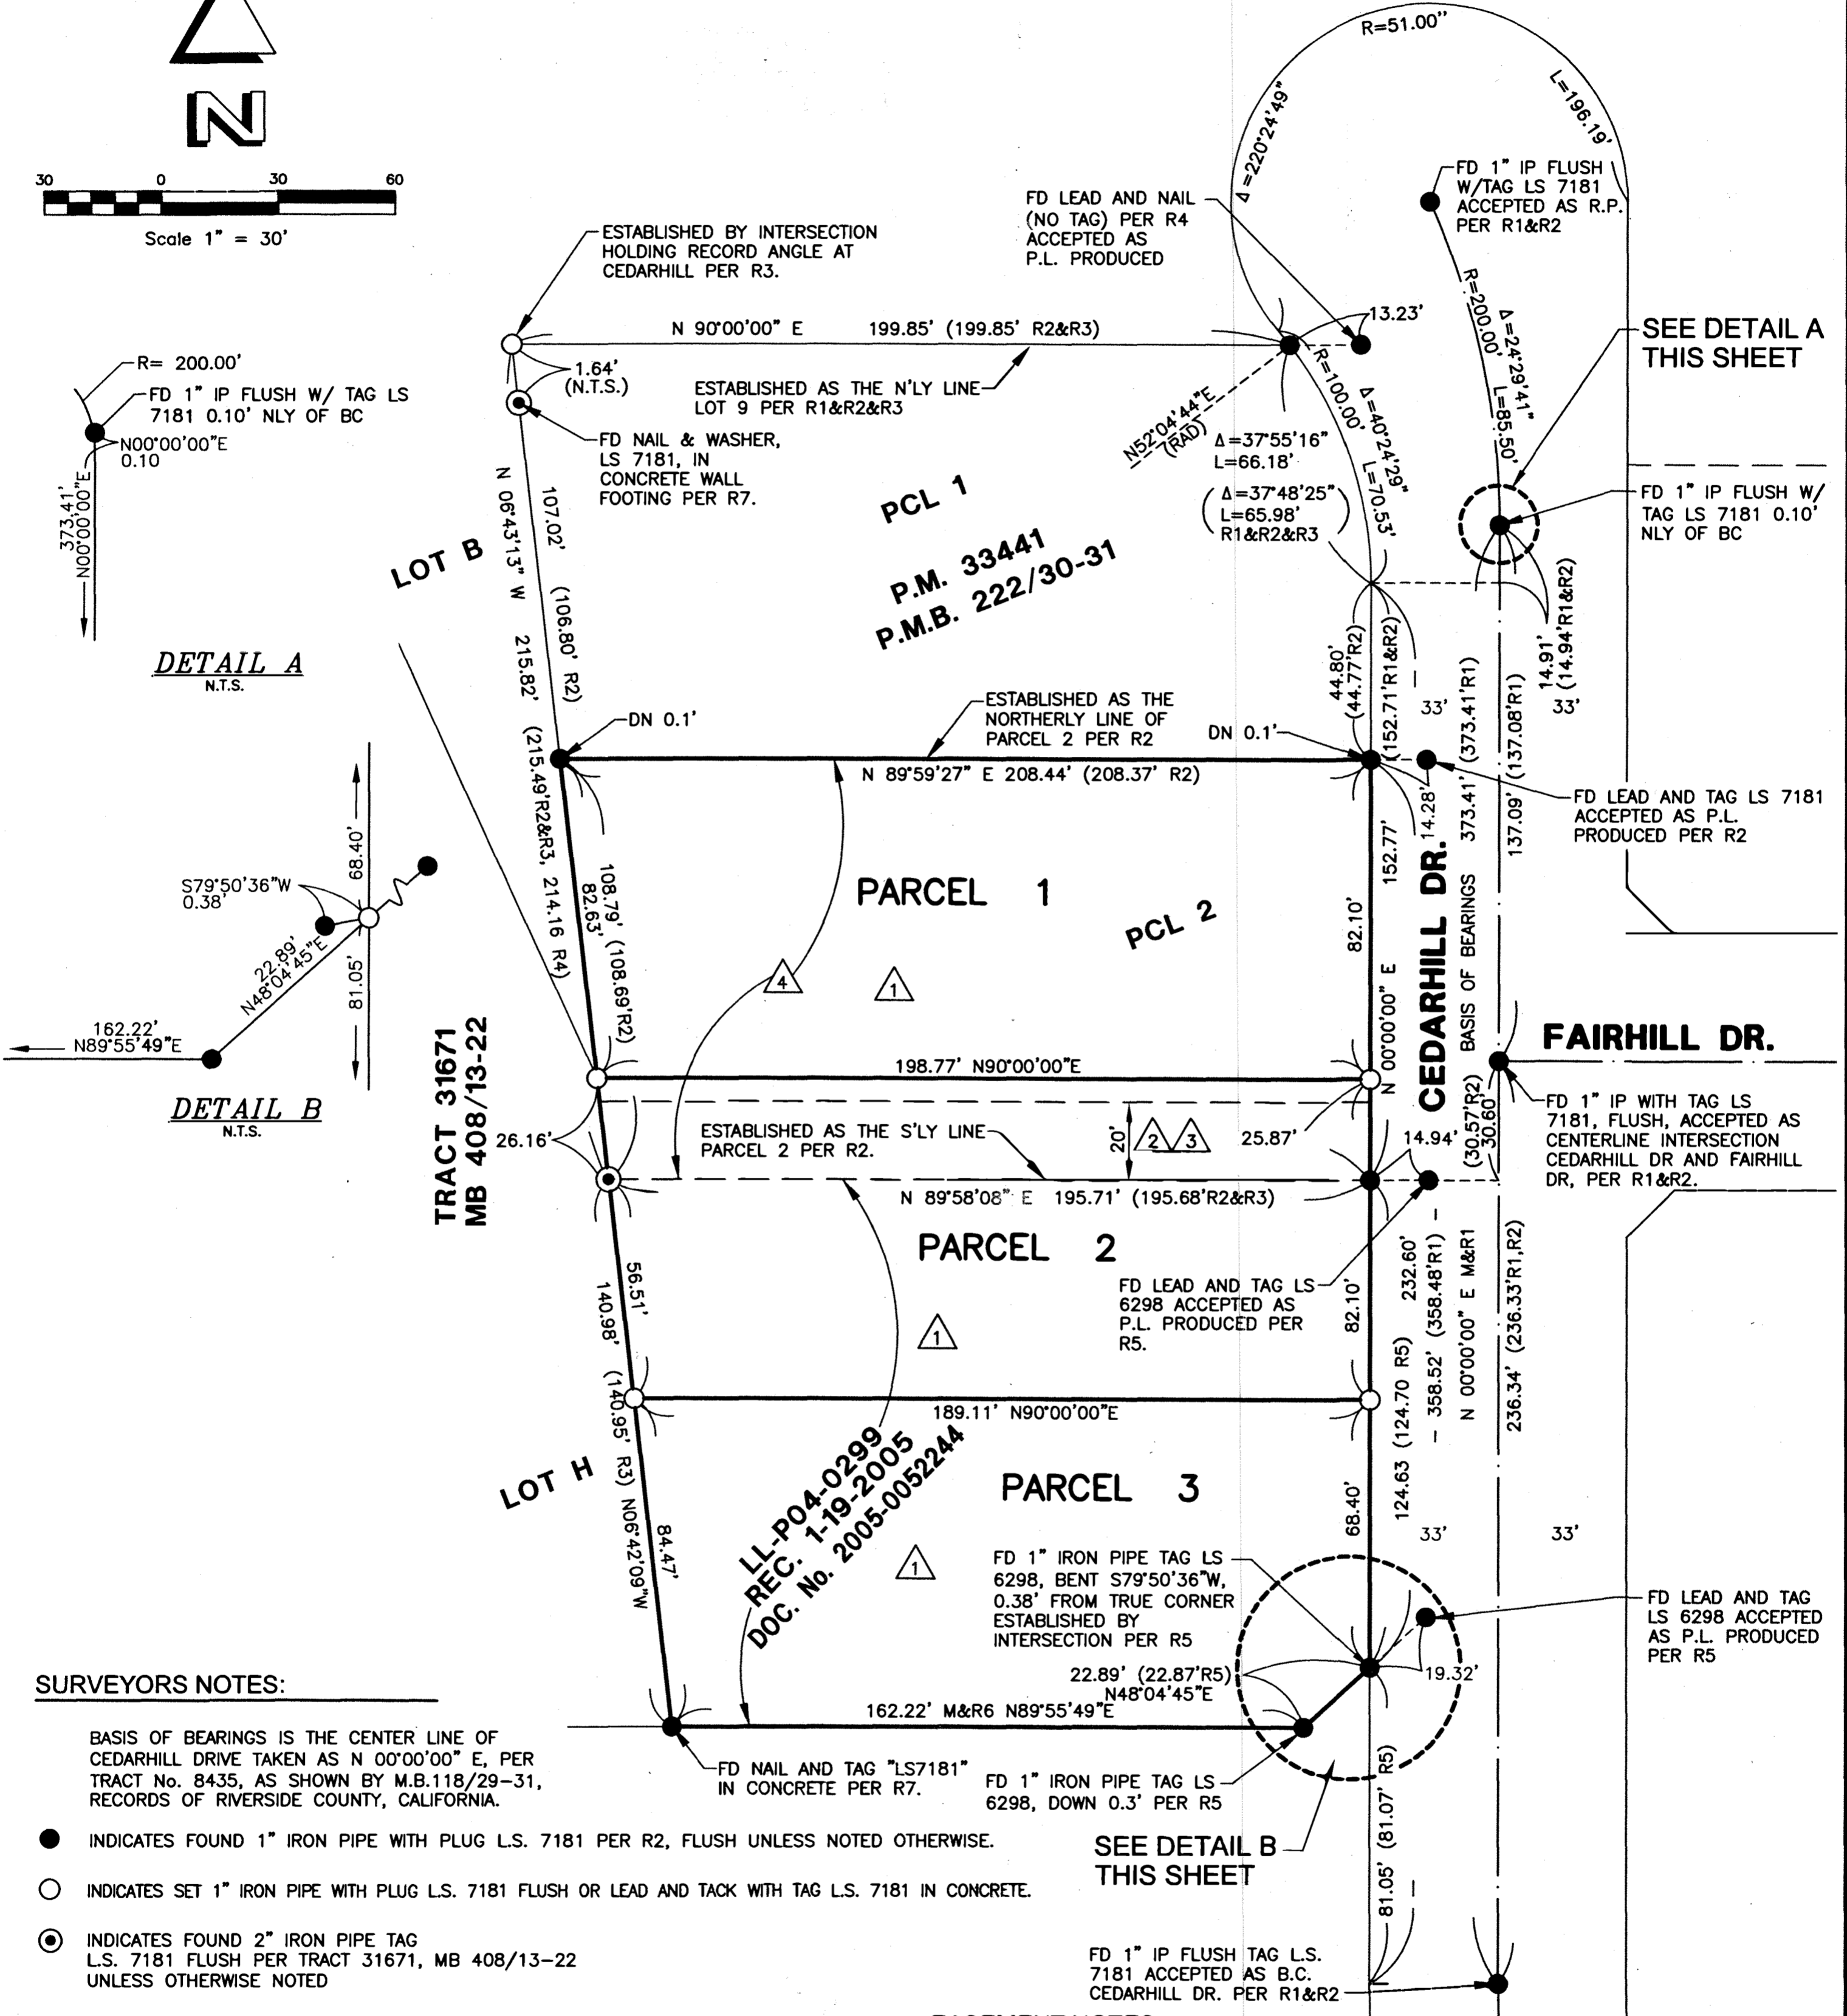 N
30 0 30 60
Scale 1" = 30'
R= 200.00'
FD 1" IP FLUSH W/ TAG LS
7181 0.10' NLY OF BC
N00°00'00"E
0.10
373.41'
N00°00'00"E
DETAIL A
N.T.S.
68.40'
S79°50'36"W
0.38'
22.89'
N48°04'45"E
81.05'
162.22'
N89°55'49"E
DETAIL B
N.T.S.
R=51.00"
Δ=220°24'49"
L=196.19'
FD 1" IP FLUSH
W/TAG LS 7181
ACCEPTED AS R.P.
PER R1&R2
FD LEAD AND NAIL
(NO TAG) PER R4
ACCEPTED AS
P.L. PRODUCED
ESTABLISHED BY INTERSECTION
HOLDING RECORD ANGLE AT
CEDARHILL PER R3.
N 90°00'00" E 199.85' (199.85' R2&R3)
13.23'
1.64'
(N.T.S.)
ESTABLISHED AS THE N'LY LINE
LOT 9 PER R1&R2&R3
FD NAIL & WASHER,
LS 7181, IN
CONCRETE WALL
FOOTING PER R7.
N52°04'44"E
(RAD)
R=100.00'
Δ=40°24'29"
L=70.53'
Δ=37°55'16"
L=66.18'
(Δ=37°48'25"
L=65.98'
R1&R2&R3)
R=200.00'
Δ=24°29'41"
L=85.50'
SEE DETAIL A
THIS SHEET
FD 1" IP FLUSH W/
TAG LS 7181 0.10'
NLY OF BC
14.91'
(14.94'R1&R2)
LOT B
PCL 1
P.M. 33441
P.M.B. 222/30-31
107.02' (106.80' R2)
N 06°43'13" W 215.82' (215.49'R2&R3, 214.16 R4)
44.80'
(44.77'R2)
(152.71'R1&R2)
33'
33'
373.41' (373.41'R1)
137.09' (137.08'R1)
DN 0.1'
ESTABLISHED AS THE
NORTHERLY LINE OF
PARCEL 2 PER R2
DN 0.1'
N 89°59'27" E 208.44' (208.37' R2)
14.28'
FD LEAD AND TAG LS 7181
ACCEPTED AS P.L.
PRODUCED PER R2
108.79' (108.69'R2)
82.63'
PARCEL 1
PCL 2
4
1
82.10'
152.77'
N 00°00'00" E
CEDARHILL DR.
BASIS OF BEARINGS
FAIRHILL DR.
TRACT 31671
MB 408/13-22
198.77' N90°00'00"E
26.16'
ESTABLISHED AS THE S'LY LINE
PARCEL 2 PER R2.
20'
2
3
25.87'
14.94'
(30.57'R2)
30.60'
FD 1" IP WITH TAG LS
7181, FLUSH, ACCEPTED AS
CENTERLINE INTERSECTION
CEDARHILL DR AND FAIRHILL
DR, PER R1&R2.
N 89°58'08" E 195.71' (195.68'R2&R3)
PARCEL 2
56.51'
140.98' (140.95' R3) N06°42'09"W
1
FD LEAD AND TAG LS
6298 ACCEPTED AS
P.L. PRODUCED PER
R5.
82.10'
232.60'
124.63 (124.70 R5)
358.52' (358.48'R1)
N 00°00'00" E M&R1
236.34' (236.33'R1,R2)
189.11' N90°00'00"E
LOT H
LL-P04-0299
REC. 1-19-2005
DOC. No. 2005-0052244
PARCEL 3
84.47'
1
68.40'
33'
33'
FD 1" IRON PIPE TAG LS
6298, BENT S79°50'36"W,
0.38' FROM TRUE CORNER
ESTABLISHED BY
INTERSECTION PER R5
22.89' (22.87'R5)
N48°04'45"E
19.32'
FD LEAD AND TAG
LS 6298 ACCEPTED
AS P.L. PRODUCED
PER R5
162.22' M&R6 N89°55'49"E
FD NAIL AND TAG "LS7181"
IN CONCRETE PER R7.
FD 1" IRON PIPE TAG LS
6298, DOWN 0.3' PER R5
SEE DETAIL B
THIS SHEET
81.05' (81.07' R5)
FD 1" IP FLUSH TAG L.S.
7181 ACCEPTED AS B.C.
CEDARHILL DR. PER R1&R2
SURVEYORS NOTES:
BASIS OF BEARINGS IS THE CENTER LINE OF
CEDARHILL DRIVE TAKEN AS N 00°00'00" E, PER
TRACT No. 8435, AS SHOWN BY M.B.118/29-31,
RECORDS OF RIVERSIDE COUNTY, CALIFORNIA.
INDICATES FOUND 1" IRON PIPE WITH PLUG L.S. 7181 PER R2, FLUSH UNLESS NOTED OTHERWISE.
INDICATES SET 1" IRON PIPE WITH PLUG L.S. 7181 FLUSH OR LEAD AND TACK WITH TAG L.S. 7181 IN CONCRETE.
INDICATES FOUND 2" IRON PIPE TAG
L.S. 7181 FLUSH PER TRACT 31671, MB 408/13-22
UNLESS OTHERWISE NOTED